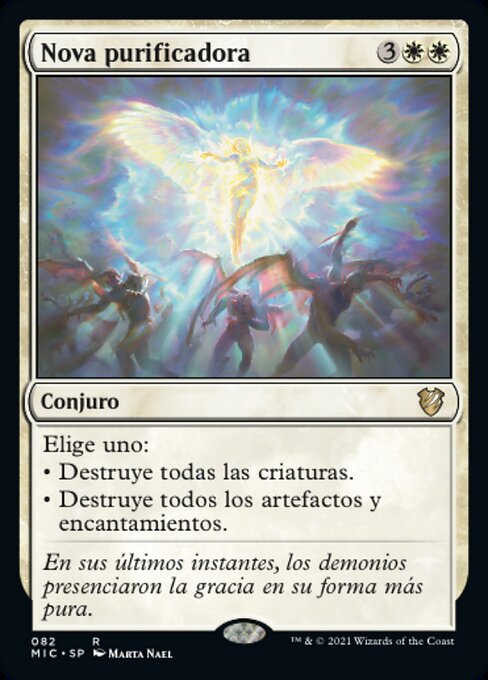 Nova purificadora 3
Conjuro
Elige uno:
• Destruye todas las criaturas.
• Destruye todos los artefactos y
encantamientos.
En sus últimos instantes, los demonios
presenciaron la gracia en su forma más
pura.
082 R
MIC • SP Marta Nael
™ & © 2021 Wizards of the Coast